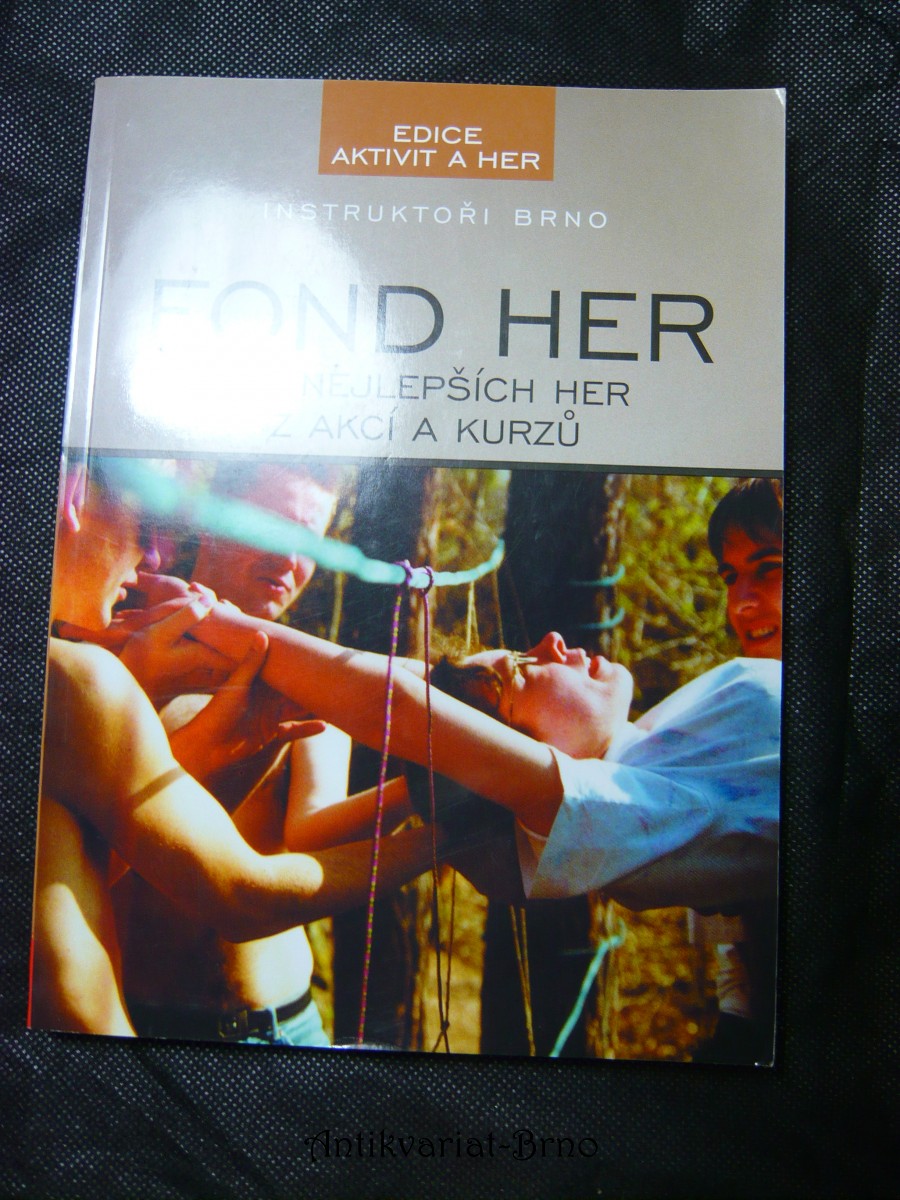 EDICE
AKTIVIT A HER
INSTRUKTOŘI BRNO
FOND HER
NEJLEPŠÍCH HER
Z AKCÍ A KURZŮ
Antikvariat-Brno